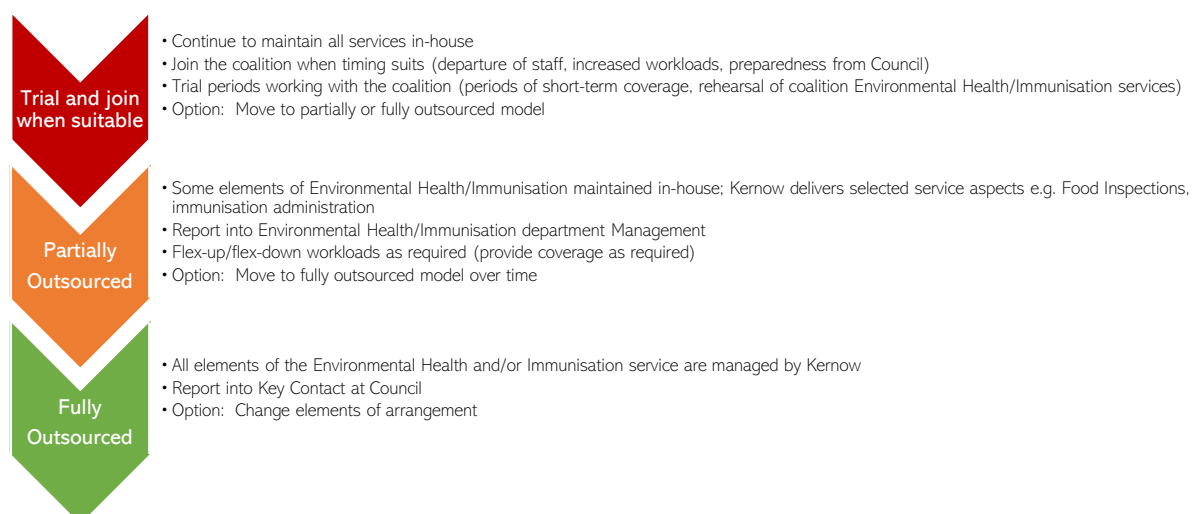 Trial and join
when suitable
• Continue to maintain all services in-house
• Join the coalition when timing suits (departure of staff, increased workloads, preparedness from Council)
• Trial periods working with the coalition (periods of short-term coverage, rehearsal of coalition Environmental Health/Immunisation services)
• Option:  Move to partially or fully outsourced model
Partially
Outsourced
• Some elements of Environmental Health/Immunisation maintained in-house; Kernow delivers selected service aspects e.g. Food Inspections,
immunisation administration
• Report into Environmental Health/Immunisation department Management
• Flex-up/flex-down workloads as required (provide coverage as required)
• Option:  Move to fully outsourced model over time
Fully
Outsourced
• All elements of the Environmental Health and/or Immunisation service are managed by Kernow
• Report into Key Contact at Council
• Option:  Change elements of arrangement